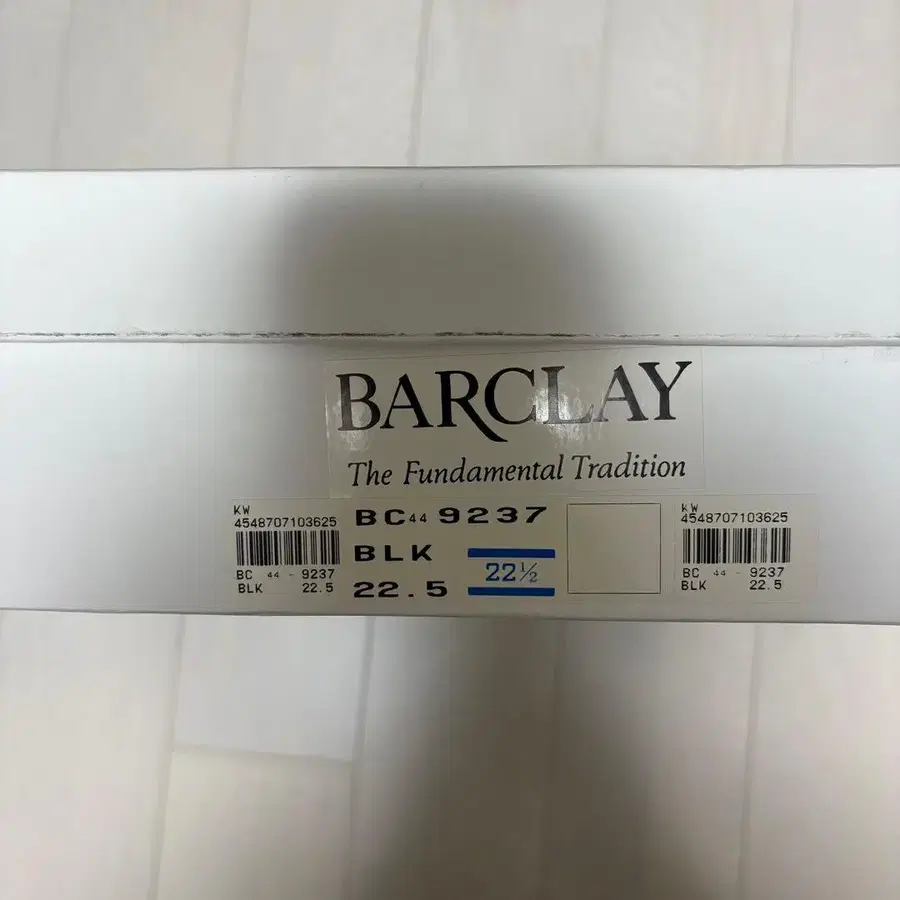 BARCLAY
The Fundamental Tradition
KW
4548707103625
BC 44 - 9237
BLK 22.5
BC 44 9237
BLK
22.5
22½
KW
4548707103625
BC 44 - 9237
BLK 22.5